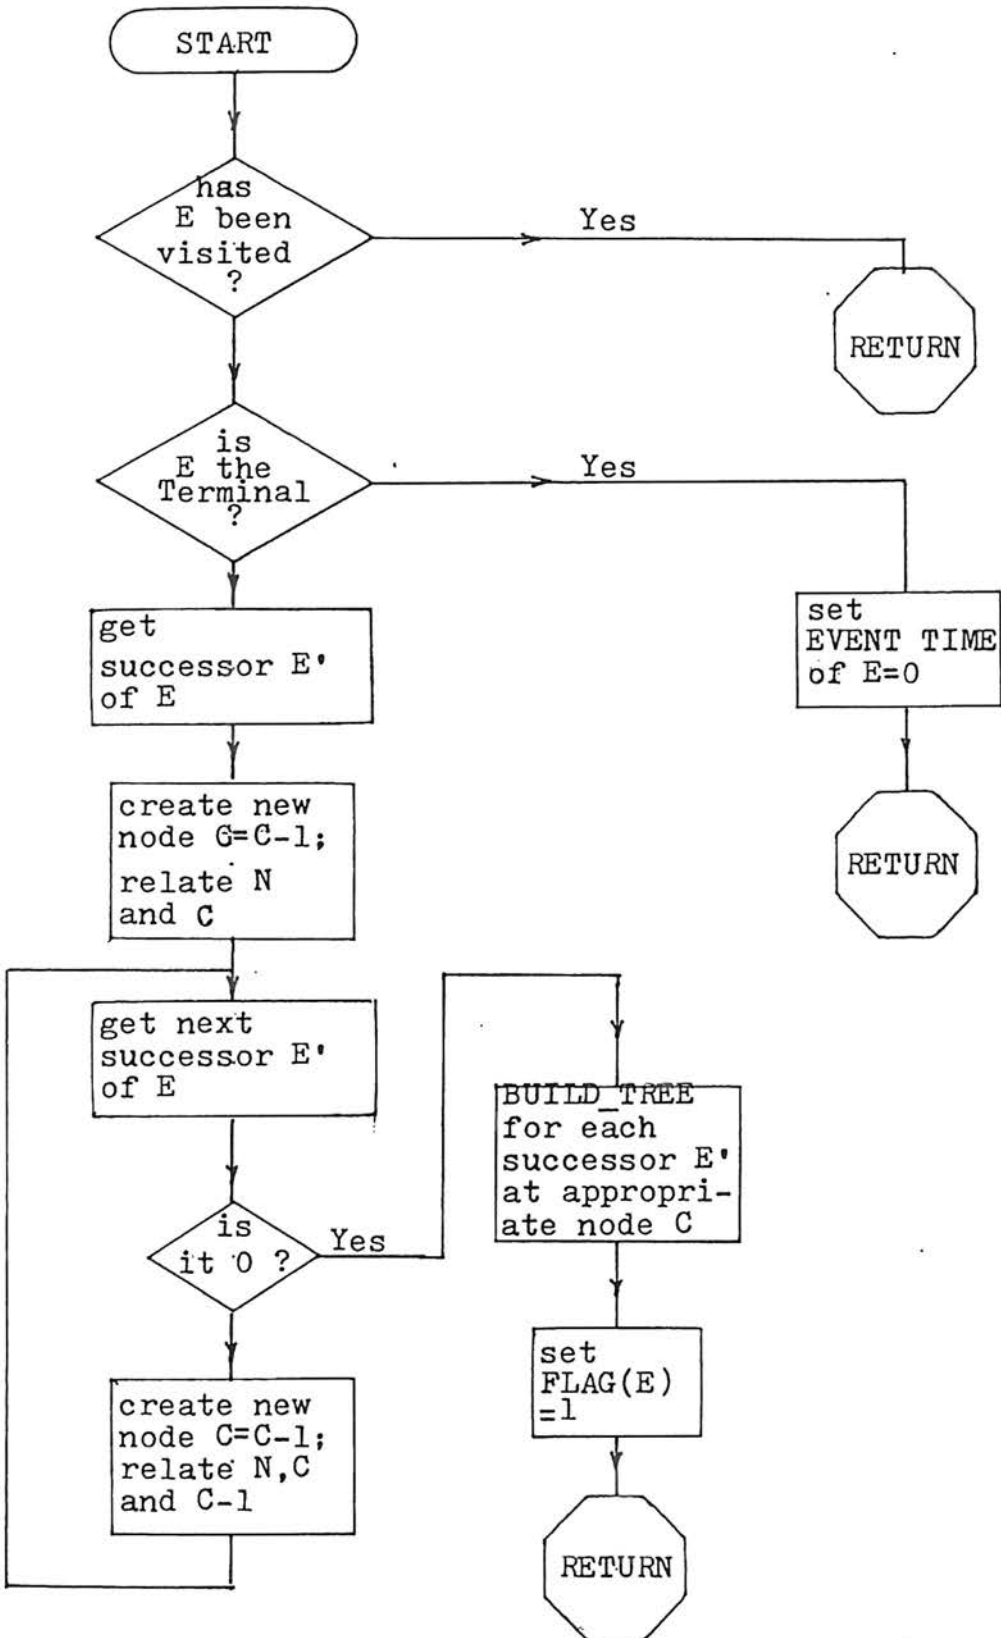 START
has
E been
visited
?
Yes
RETURN
is
E the
Terminal
?
Yes
set
EVENT TIME
of E=0
RETURN
get
successor E'
of E
create new
node G=C-1;
relate N
and C
get next
successor E'
of E
is
it 0 ?
Yes
create new
node C=C-1;
relate N,C
and C-1
BUILD_TREE
for each
successor E'
at appropri-
ate node C
set
FLAG(E)
=1
RETURN